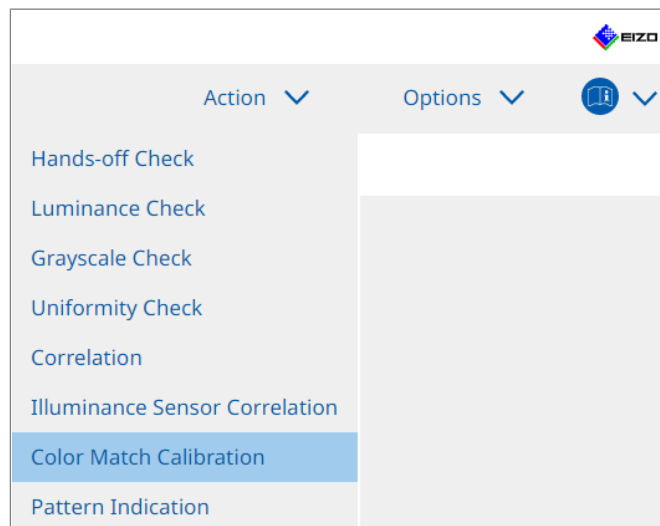 EIZO
Action
Options
Hands-off Check
Luminance Check
Grayscale Check
Uniformity Check
Correlation
Illuminance Sensor Correlation
Color Match Calibration
Pattern Indication